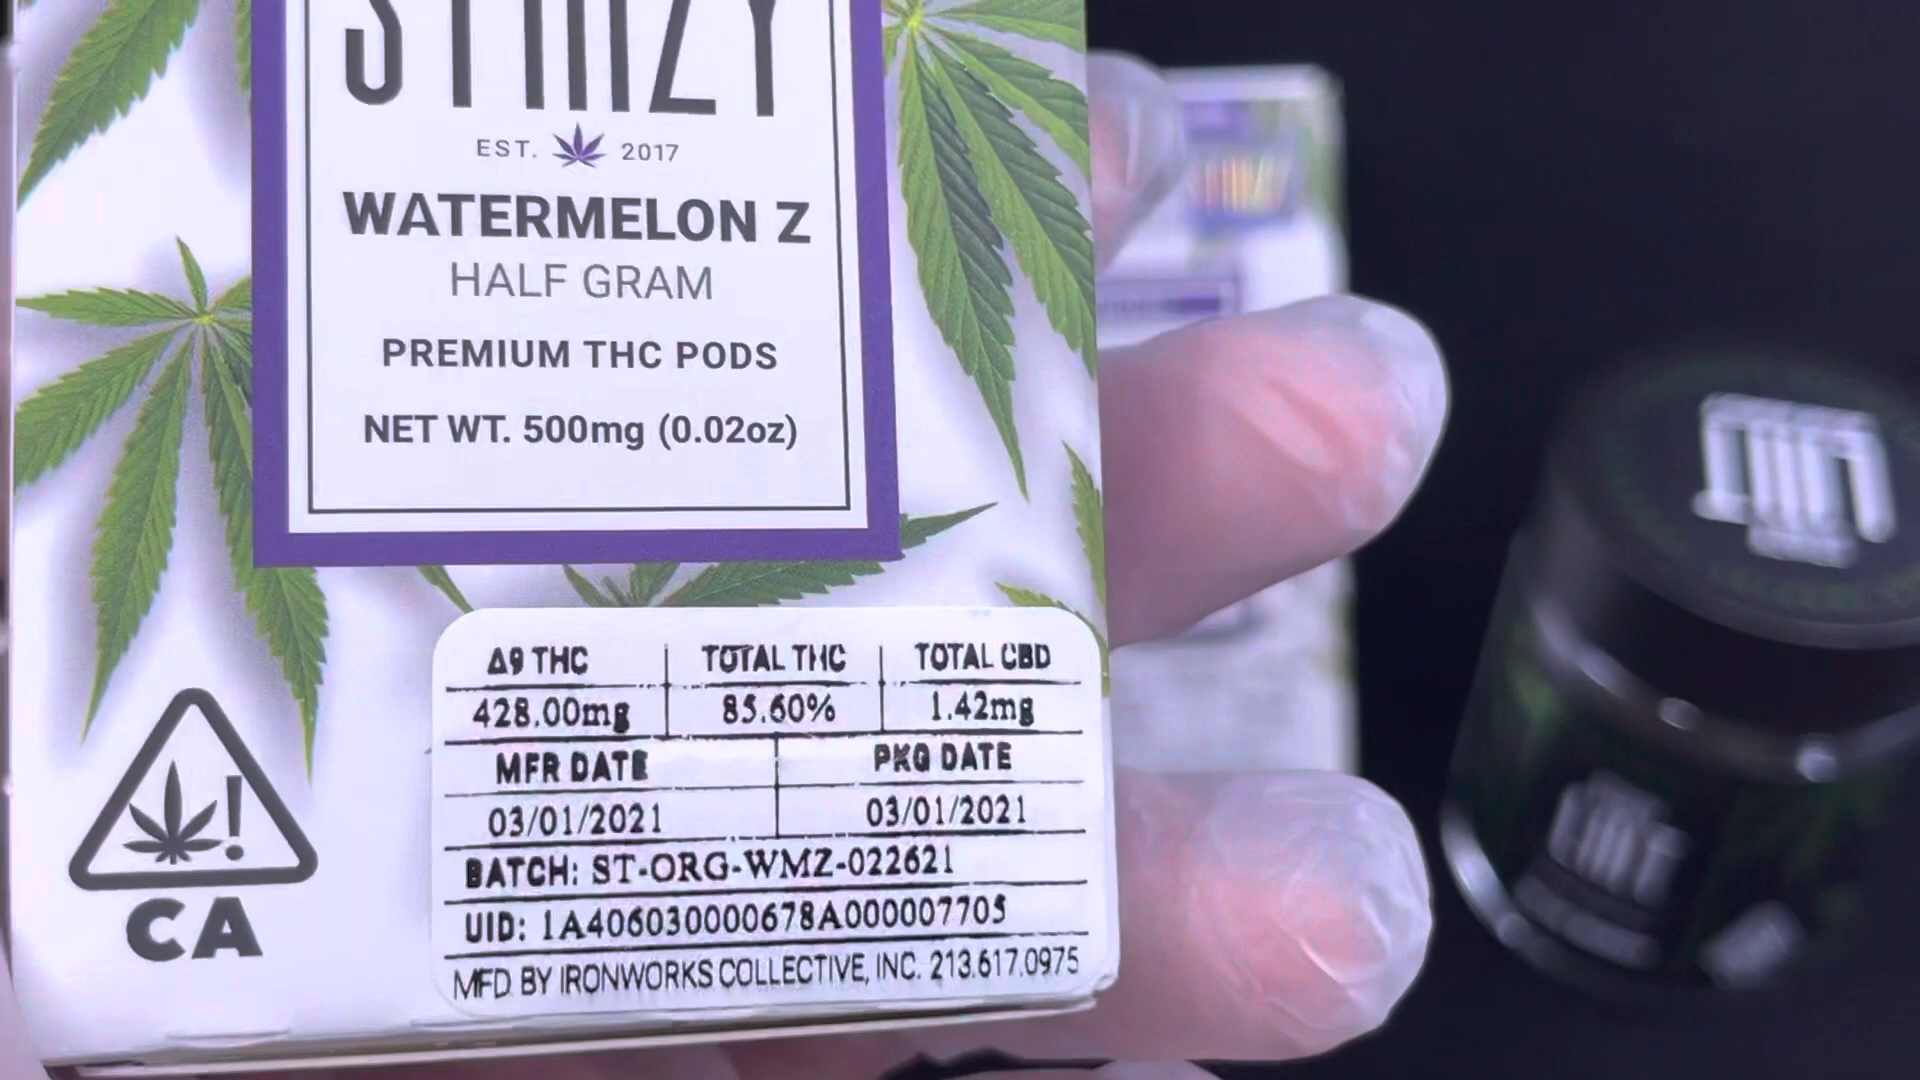 STIIIZY
EST. 2017
WATERMELON Z
HALF GRAM
PREMIUM THC PODS
NET WT. 500mg (0.02oz)
Δ9 THC TOTAL THC TOTAL CBD
428.00mg 85.60% 1.42mg
MFR DATE PKG DATE
03/01/2021 03/01/2021
BATCH: ST-ORG-WMZ-022621
UID: 1A406030000678A000007705
MFD BY IRONWORKS COLLECTIVE, INC. 213.617.0975
!
CA